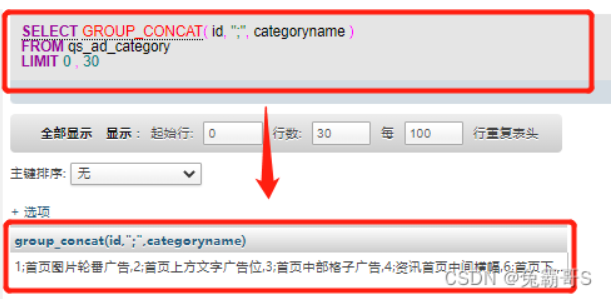 SELECT GROUP_CONCAT( id, ";", categoryname )
FROM qs_ad_category
LIMIT 0 , 30
全部显示 显示 : 起始行: 0 行数: 30 每 100 行重复表头
主键排序: 无
+ 选项
group_concat(id,";",categoryname)
1;首页图片轮番广告,2;首页上方文字广告位,3;首页中部格子广告,4;资讯首页中间横幅,6;首页下...
CSDN @兔霸哥S